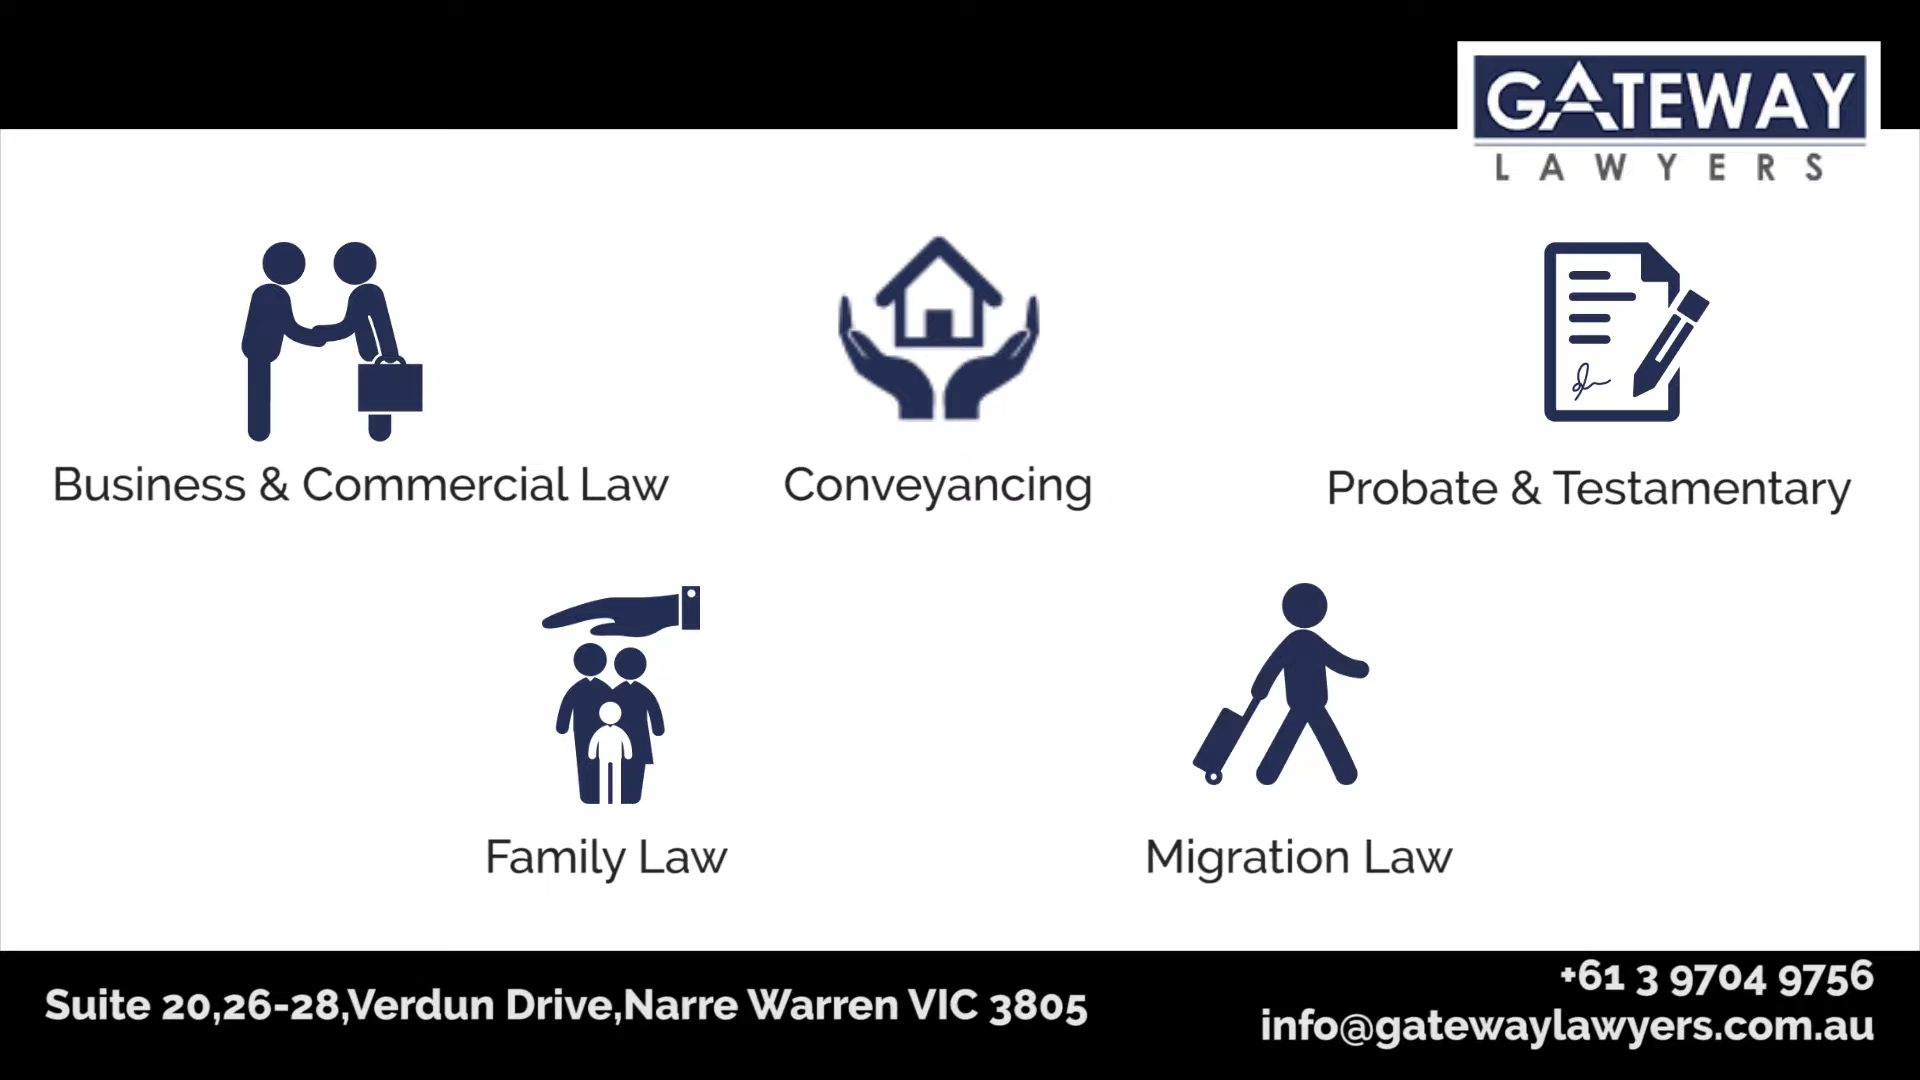 GATEWAY
LAWYERS
Business & Commercial Law
Conveyancing
Probate & Testamentary
Family Law
Migration Law
Suite 20,26-28,Verdun Drive,Narre Warren VIC 3805
+61 3 9704 9756
info@gatewaylawyers.com.au